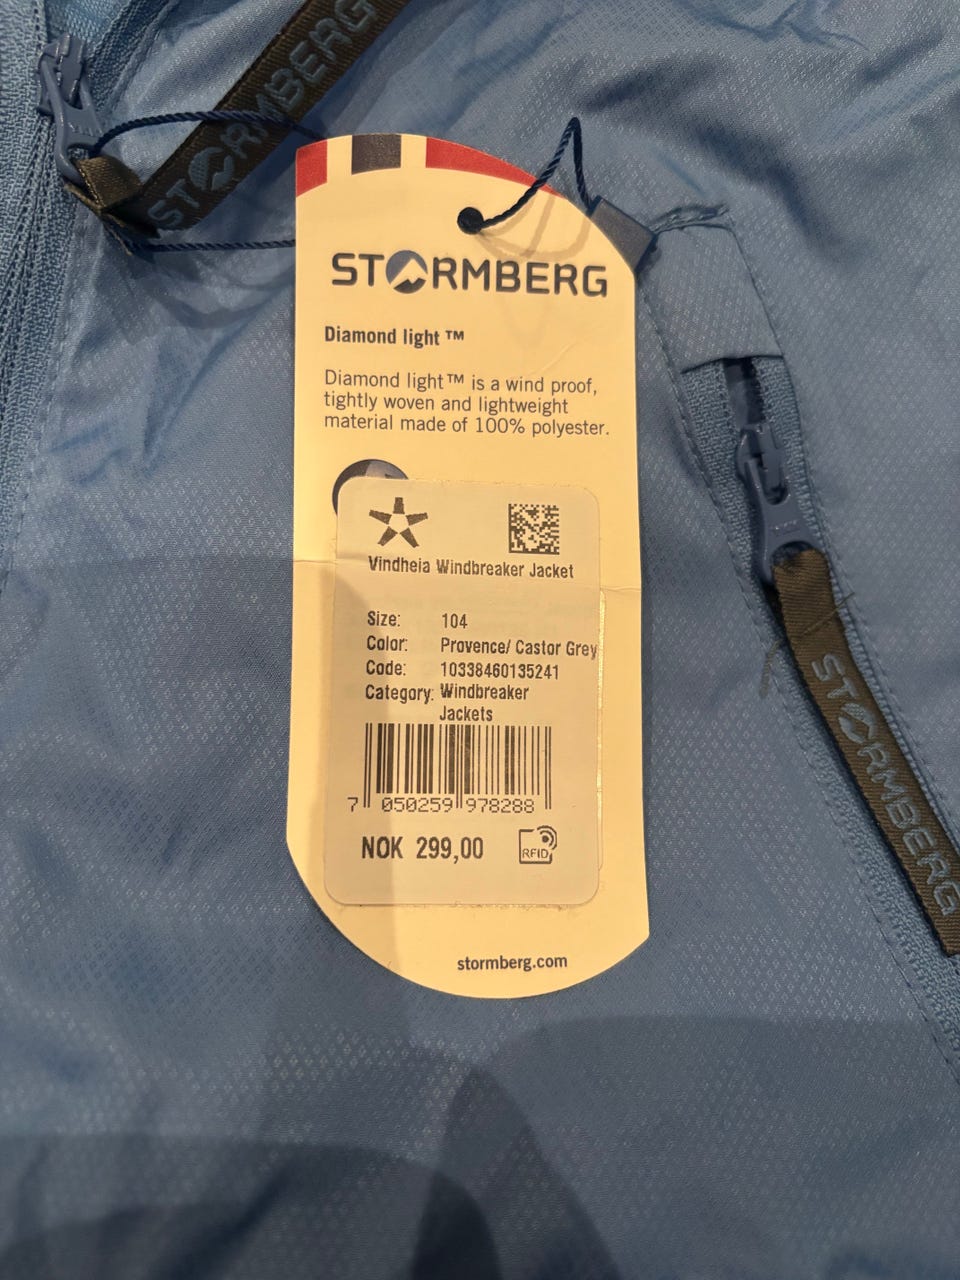 STORMBERG
STORMBERG
Diamond light ™
Diamond light™ is a wind proof,
tightly woven and lightweight
material made of 100% polyester.
Vindheia Windbreaker Jacket
Size: 104
Color: Provence/ Castor Grey
Code: 10338460135241
Category: Windbreaker
Jackets
7 050259 978288
NOK 299,00
RFID
stormberg.com
STORMBERG